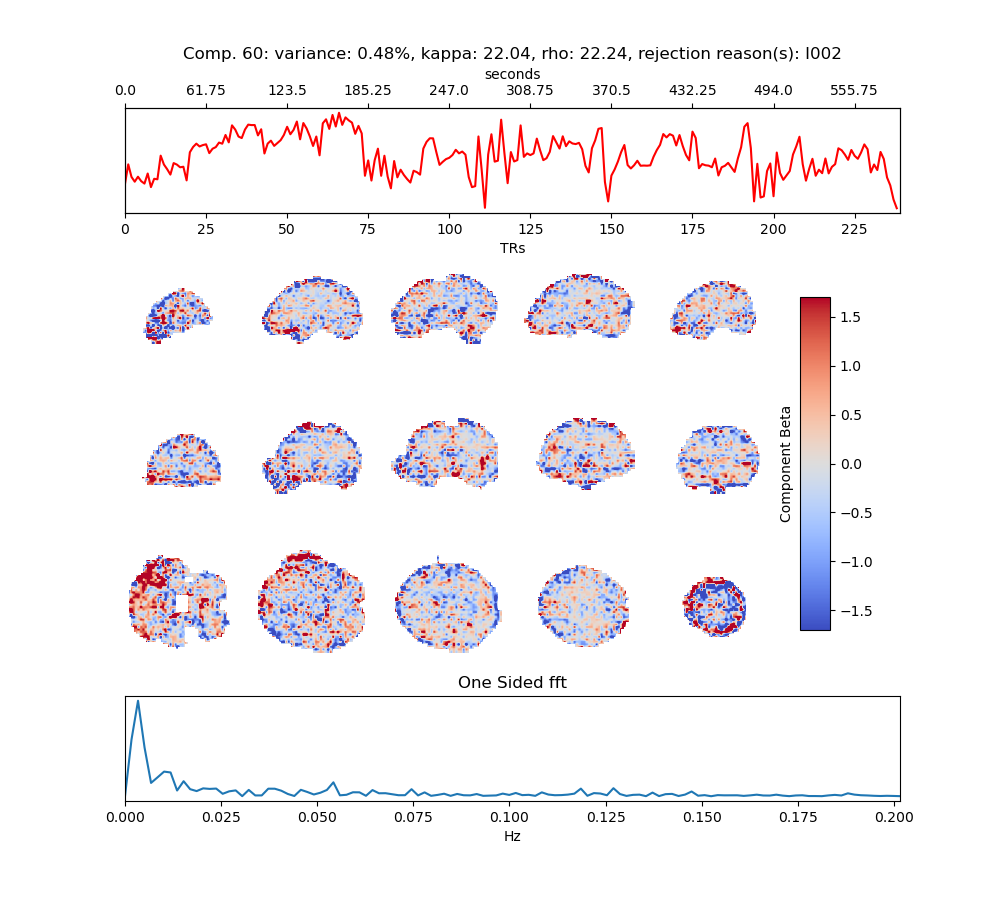 Comp. 60: variance: 0.48%, kappa: 22.04, rho: 22.24, rejection reason(s): I002
seconds
0.0 61.75 123.5 185.25 247.0 308.75 370.5 432.25 494.0 555.75
0 25 50 75 100 125 150 175 200 225
TRs
1.5
1.0
0.5
0.0
−0.5
−1.0
−1.5
Component Beta
One Sided fft
0.000 0.025 0.050 0.075 0.100 0.125 0.150 0.175 0.200
Hz